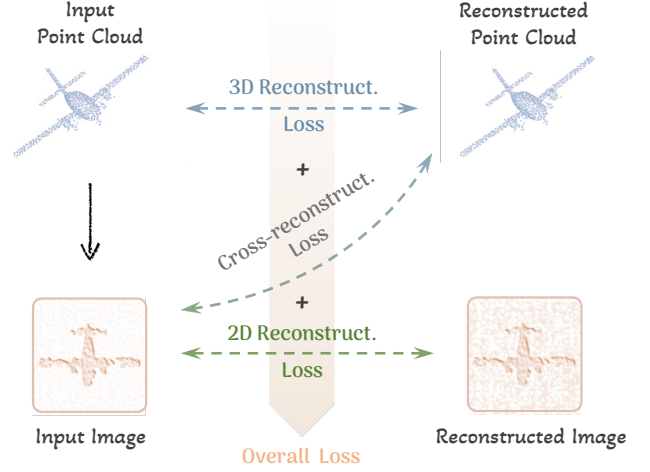 Input
Point Cloud
Reconstructed
Point Cloud
3D Reconstruct.
Loss
+
Cross-reconstruct.
Loss
+
2D Reconstruct.
Loss
Input Image
Reconstructed Image
Overall Loss